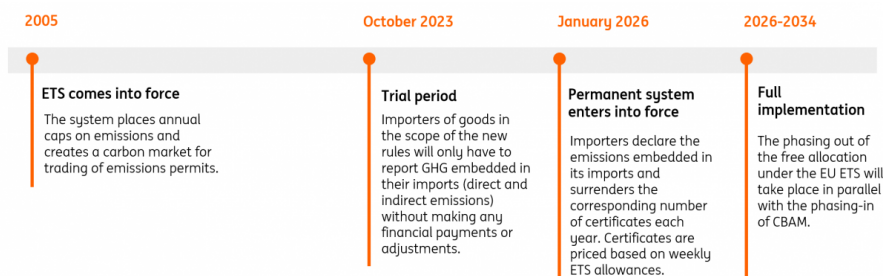 2005
ETS comes into force
The system places annual
caps on emissions and
creates a carbon market for
trading of emissions permits.
October 2023
Trial period
Importers of goods in
the scope of the new
rules will only have to
report GHG embedded in
their imports (direct and
indirect emissions)
without making any
financial payments or
adjustments.
January 2026
Permanent system
enters into force
Importers declare the
emissions embedded in
its imports and
surrenders the
corresponding number
of certificates each
year. Certificates are
priced based on weekly
ETS allowances.
2026-2034
Full
implementation
The phasing out of
the free allocation
under the EU ETS will
take place in parallel
with the phasing-in
of CBAM.